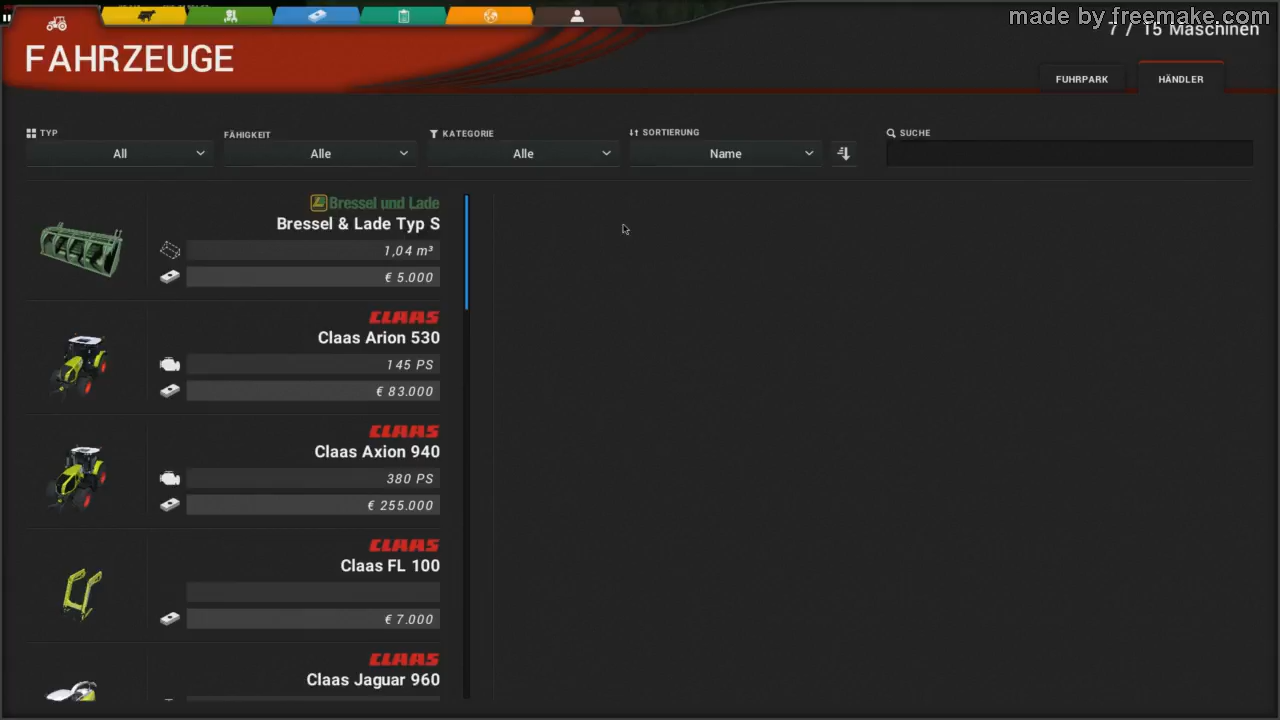 made by freemake.com
7 / 15 Maschinen
FAHRZEUGE
FUHRPARK
HÄNDLER
TYP
FÄHIGKEIT
KATEGORIE
SORTIERUNG
SUCHE
All
Alle
Alle
Name
Bressel und Lade
Bressel & Lade Typ S
1,04 m³
€ 5.000
CLAAS
Claas Arion 530
145 PS
€ 83.000
CLAAS
Claas Axion 940
380 PS
€ 255.000
CLAAS
Claas FL 100
€ 7.000
CLAAS
Claas Jaguar 960